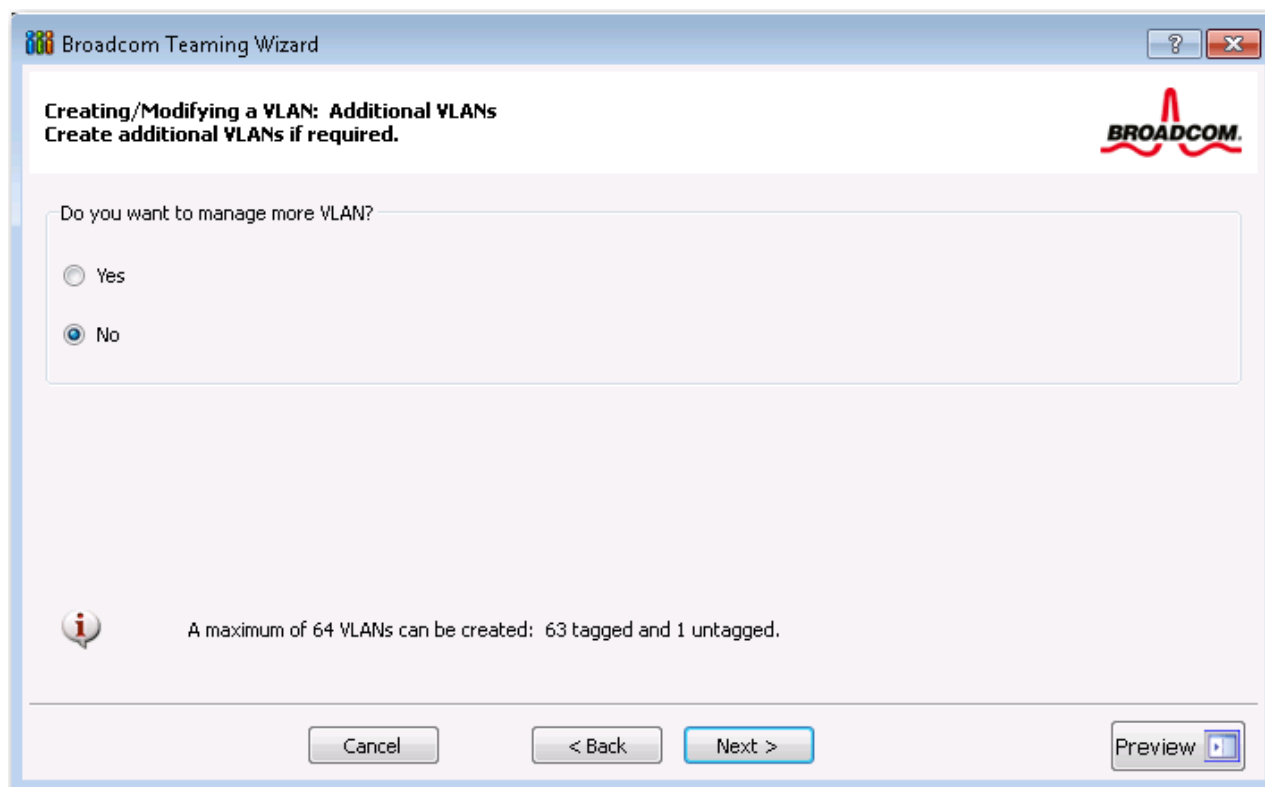 Broadcom Teaming Wizard
?
Creating/Modifying a VLAN: Additional VLANs
Create additional VLANs if required.
BROADCOM.
Do you want to manage more VLAN?
Yes
No
A maximum of 64 VLANs can be created: 63 tagged and 1 untagged.
Cancel
< Back
Next >
Preview